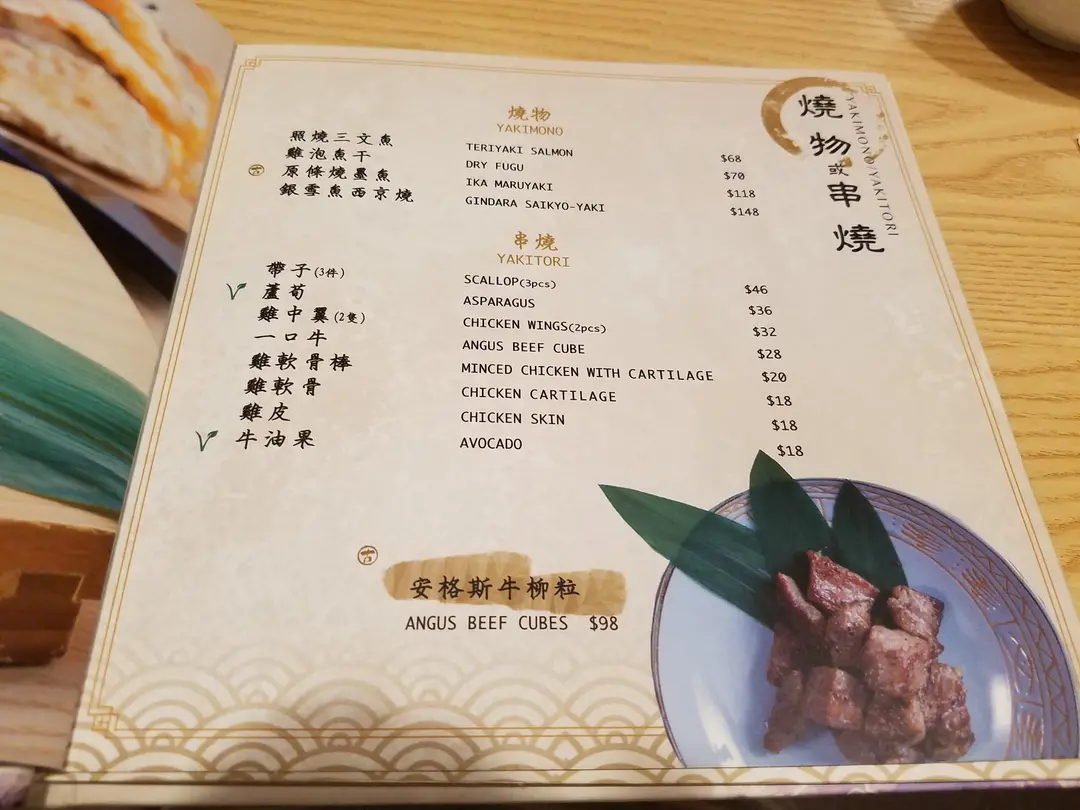 燒物
YAKIMONO
照燒三文魚 TERIYAKI SALMON $68
雞泡魚干 DRY FUGU $70
原條燒墨魚 IKA MARUYAKI $118
銀雪魚西京燒 GINDARA SAIKYO-YAKI $148
串燒
YAKITORI
帶子(3件) SCALLOP(3pcs) $46
蘆荀 ASPARAGUS $36
雞中翼(2隻) CHICKEN WINGS(2pcs) $32
一口牛 ANGUS BEEF CUBE $28
雞軟骨棒 MINCED CHICKEN WITH CARTILAGE $20
雞軟骨 CHICKEN CARTILAGE $18
雞皮 CHICKEN SKIN $18
牛油果 AVOCADO $18
安格斯牛柳粒
ANGUS BEEF CUBES $98
燒物或串燒
YAKIMONO/YAKITORI